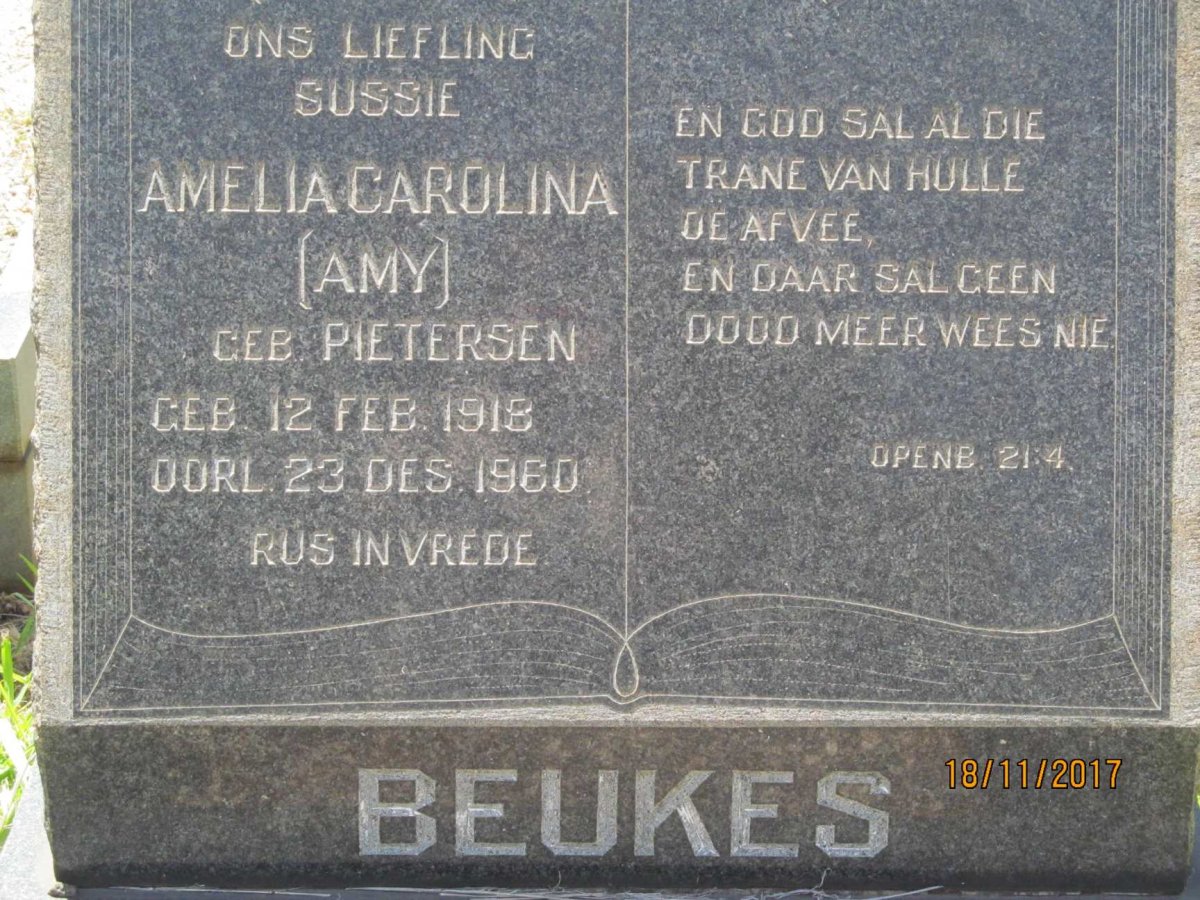 ONS LIEFLING
SUSSIE
AMELIA CAROLINA
(AMY)
GEB. PIETERSEN
GEB. 12 FEB. 1918
OORL. 23 DES. 1960
RUS IN VREDE.
EN GOD SAL AL DIE
TRANE VAN HULLE
OE AFVEE,
EN DAAR SAL GEEN
DOOD MEER WEES NIE.
OPENB. 21:4.
BEUKES
18/11/2017